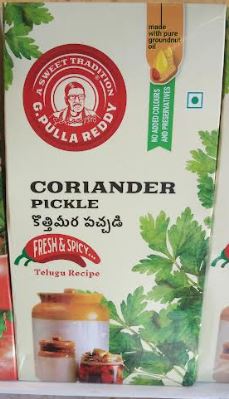 made
with pure
groundnut
oil
A SWEET TRADITION
G.PULLA REDDY
NO ADDED COLOURS
AND PRESERVATIVES
CORIANDER
PICKLE
కొత్తిమీర పచ్చడి
FRESH & SPICY...
Telugu Recipe